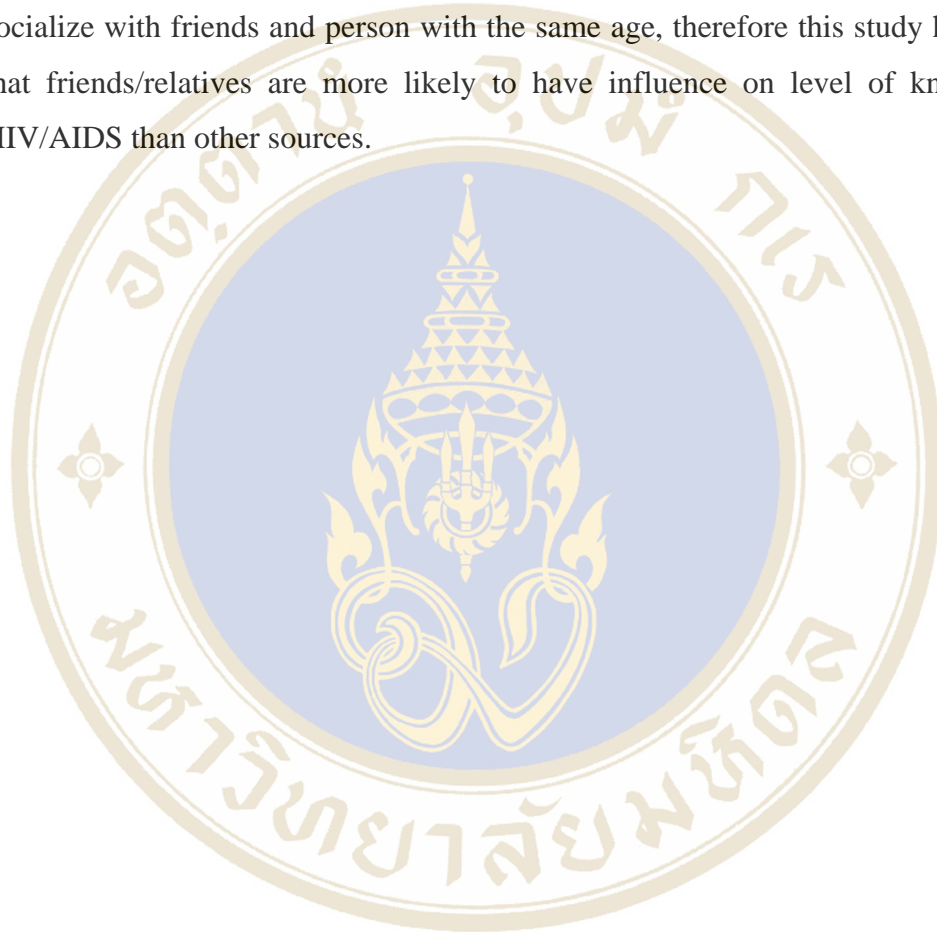 ocialize with friends and person with the same age, therefore this study
hat friends/relatives are more likely to have influence on level of kn
HIV/AIDS than other sources.
อตฺตานํ อุปมํ กเร
มหาวิทยาลัยมหิดล